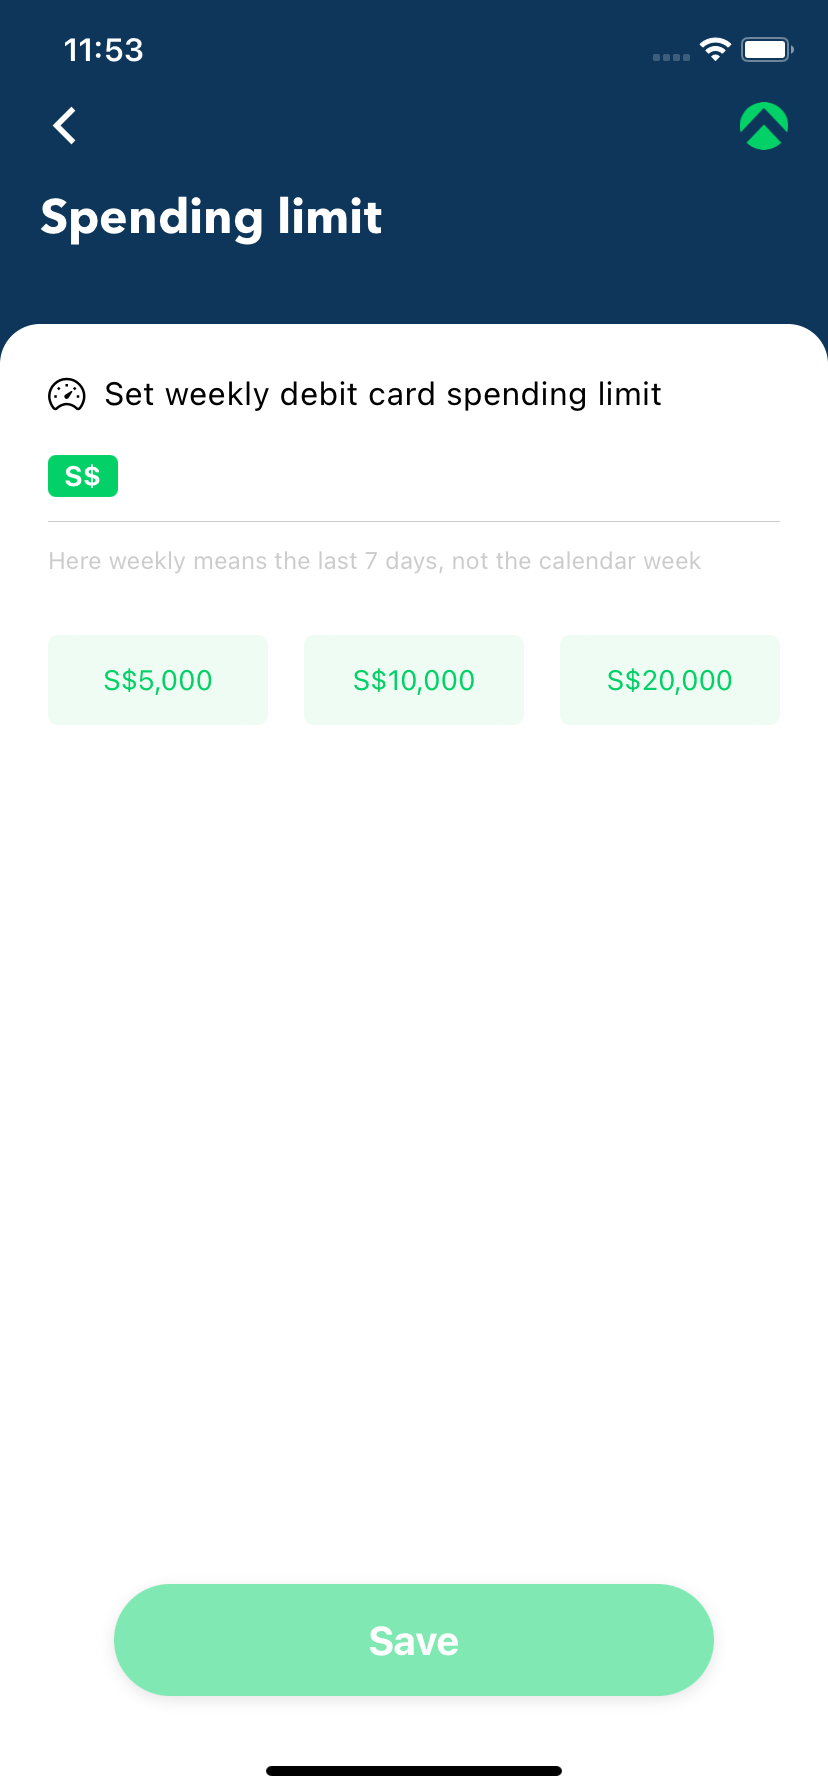 11:53
Spending limit
Set weekly debit card spending limit
S$
Here weekly means the last 7 days, not the calendar week
S$5,000 S$10,000 S$20,000
Save